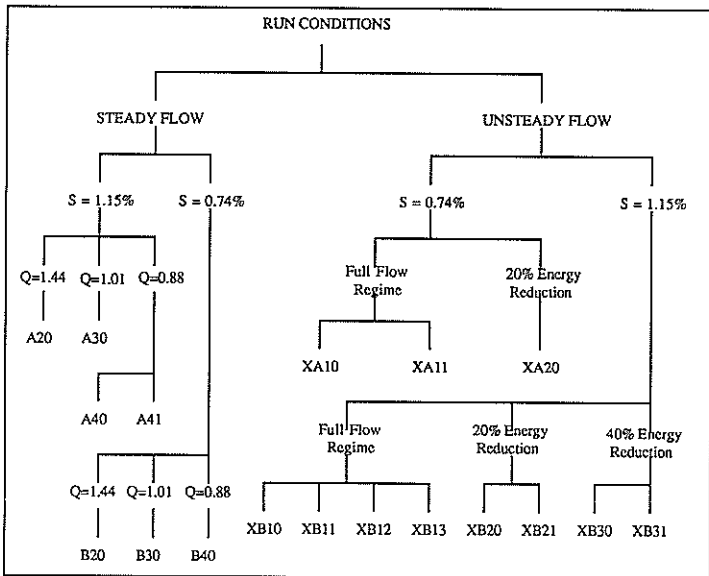 RUN CONDITIONS
STEADY FLOW
UNSTEADY FLOW
S = 1.15%
S = 0.74%
S = 0.74%
S = 1.15%
Q=1.44
Q=1.01
Q=0.88
Full Flow
Regime
20% Energy
Reduction
A20
A30
XA10
XA11
XA20
A40
A41
Full Flow
Regime
20% Energy
Reduction
40% Energy
Reduction
Q=1.44
Q=1.01
Q=0.88
XB10
XB11
XB12
XB13
XB20
XB21
XB30
XB31
B20
B30
B40